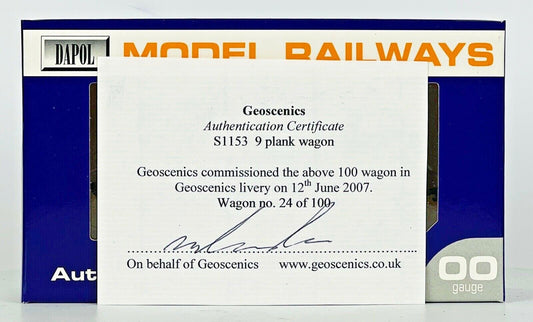 DAPOL MODEL RAILWAYS
Geoscenics
Authentication Certificate
S1153 9 plank wagon
Geoscenics commissioned the above 100 wagon in
Geoscenics livery on 12th June 2007.
Wagon no. 24 of 100
On behalf of Geoscenics www.geoscenics.co.uk
Aut
OO
gauge